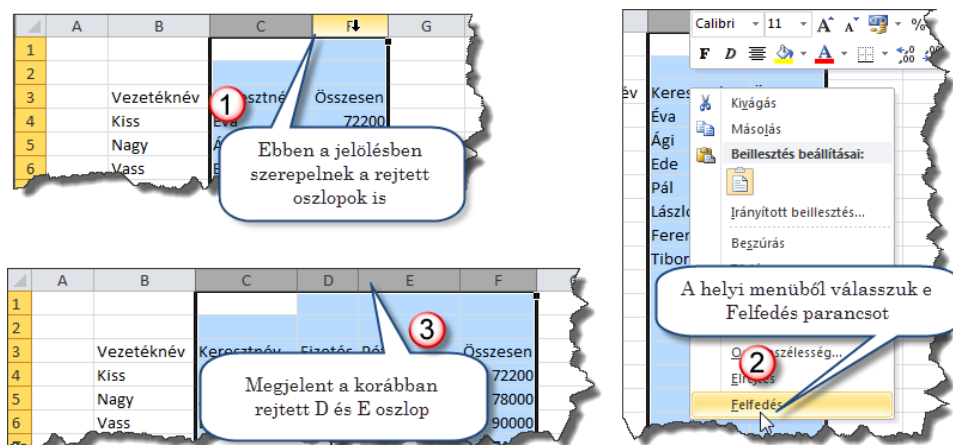 A B C F G
1
2
3 Vezetéknév Összesen
4 Kiss Éva 72200
5 Nagy
6 Vass
1
Ebben a jelölésben
szerepelnek a rejtett
oszlopok is
A B C D E F
1
2
3 Vezetéknév Keresztnév Fizetés Összesen
4 Kiss 72200
5 Nagy 78000
6 Vass 90000
3
Megjelent a korábban
rejtett D és E oszlop
Calibri 11 A A %
F D A ,00
Éva
Ági
Ede
Pál
Tibor
Kivágás
Másolás
Beillesztés beállításai:
Irányított beillesztés...
Beszúrás
A helyi menüből válasszuk e
Felfedés parancsot
2
Elrejtés
Felfedés